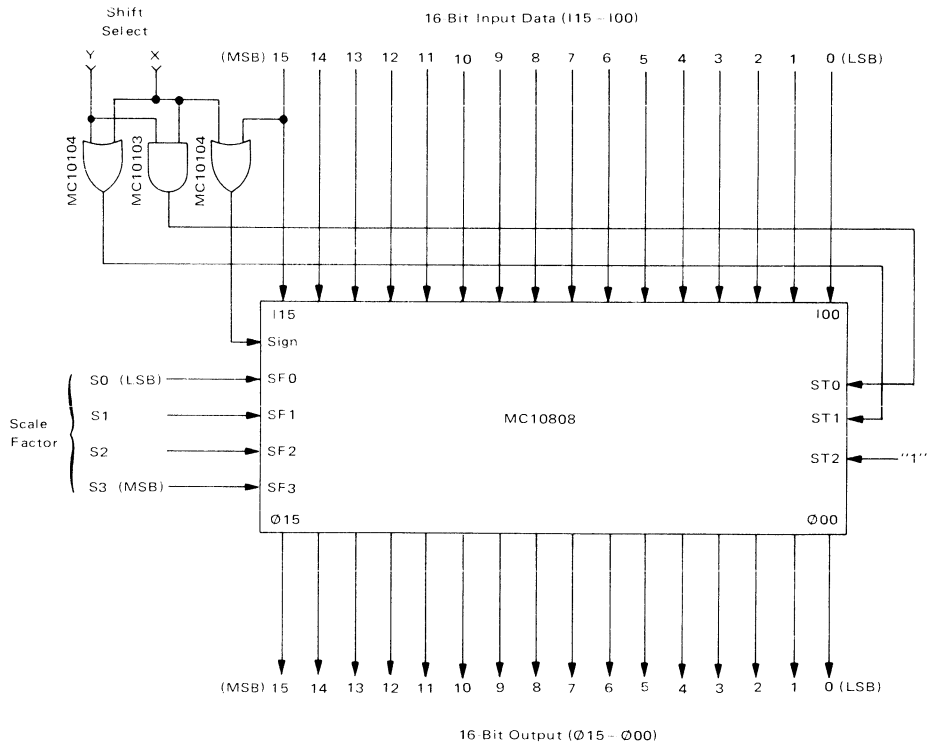 Shift
Select
16-Bit Input Data (I15 - I00)
Y X
(MSB) 15 14 13 12 11 10 9 8 7 6 5 4 3 2 1 0 (LSB)
MC10104
MC10103
MC10104
I15 I00
Sign
S0 (LSB) SF0 ST0
S1 SF1 MC10808 ST1
Scale
Factor
S2 SF2 ST2 "1"
S3 (MSB) SF3
Ø15 Ø00
(MSB) 15 14 13 12 11 10 9 8 7 6 5 4 3 2 1 0 (LSB)
16-Bit Output (Ø15 - Ø00)